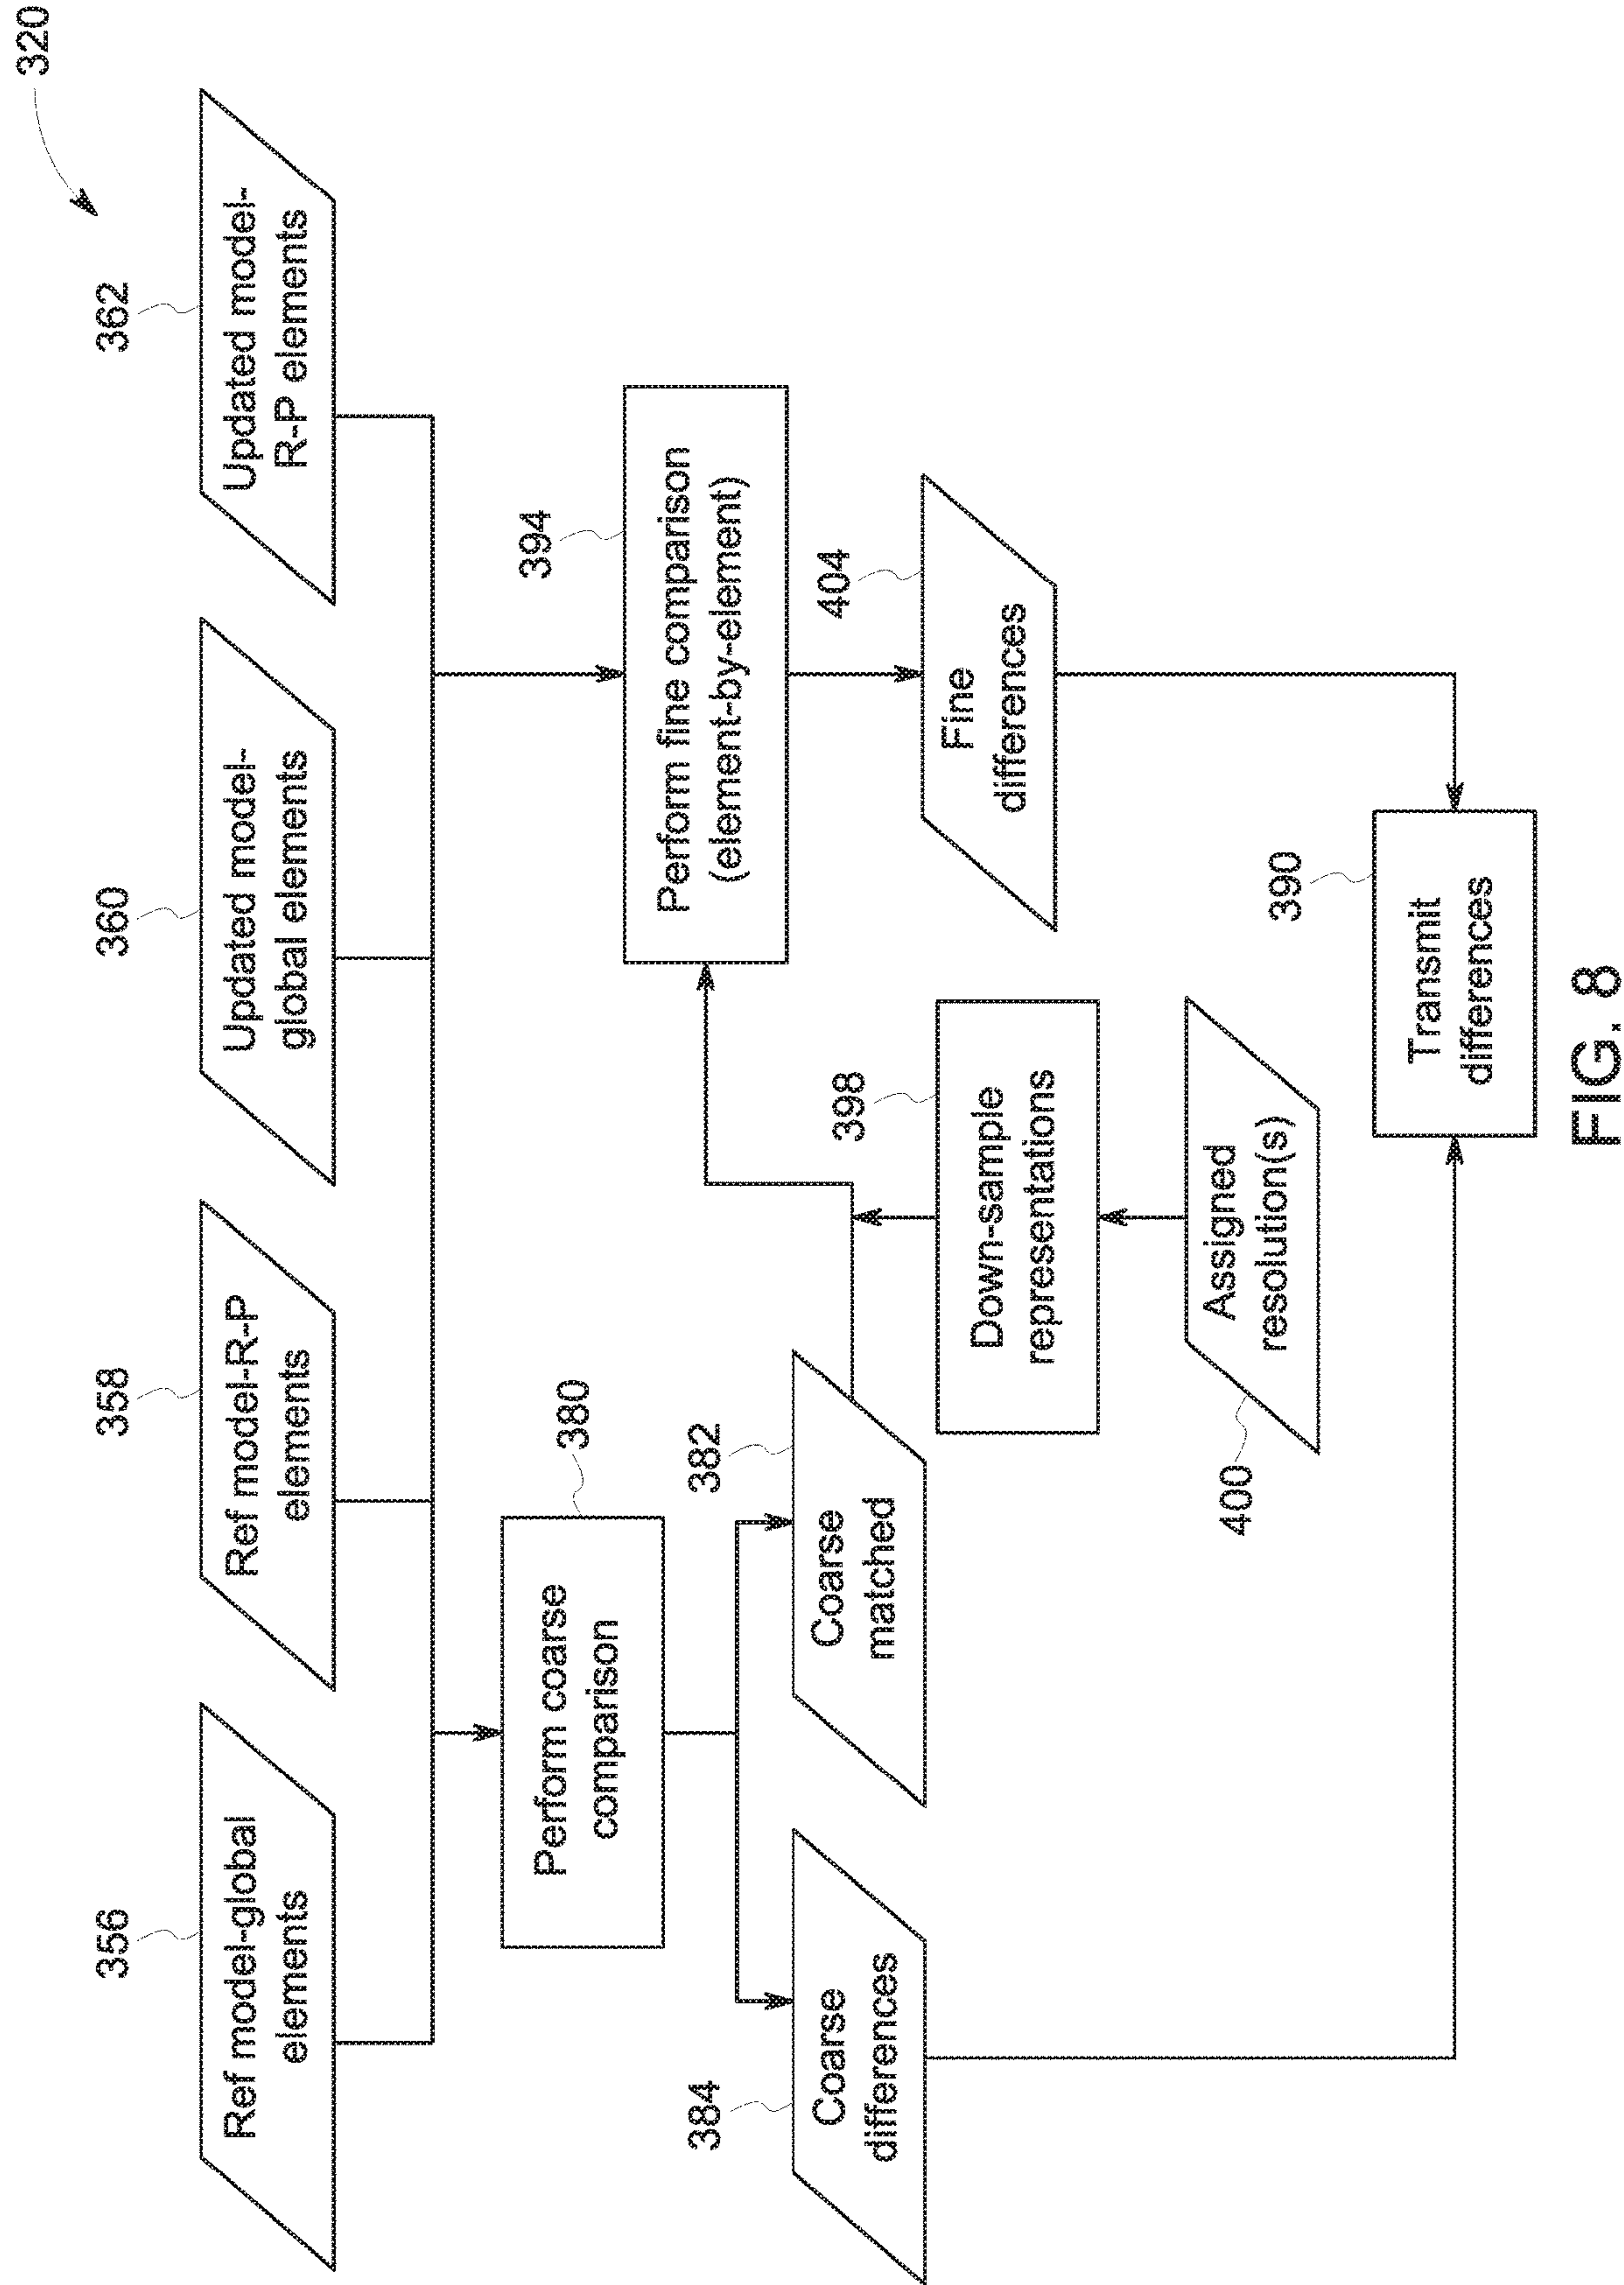 320
356
Ref model-global
elements
358
Ref model-R-P
elements
360
Updated model-
global elements
362
Updated model-
R-P elements
380
Perform coarse
comparison
394
Perform fine comparison
(element-by-element)
384
Coarse
differences
382
Coarse
matched
398
Down-sample
representations
404
Fine
differences
400
Assigned
resolution(s)
390
Transmit
differences
FIG. 8